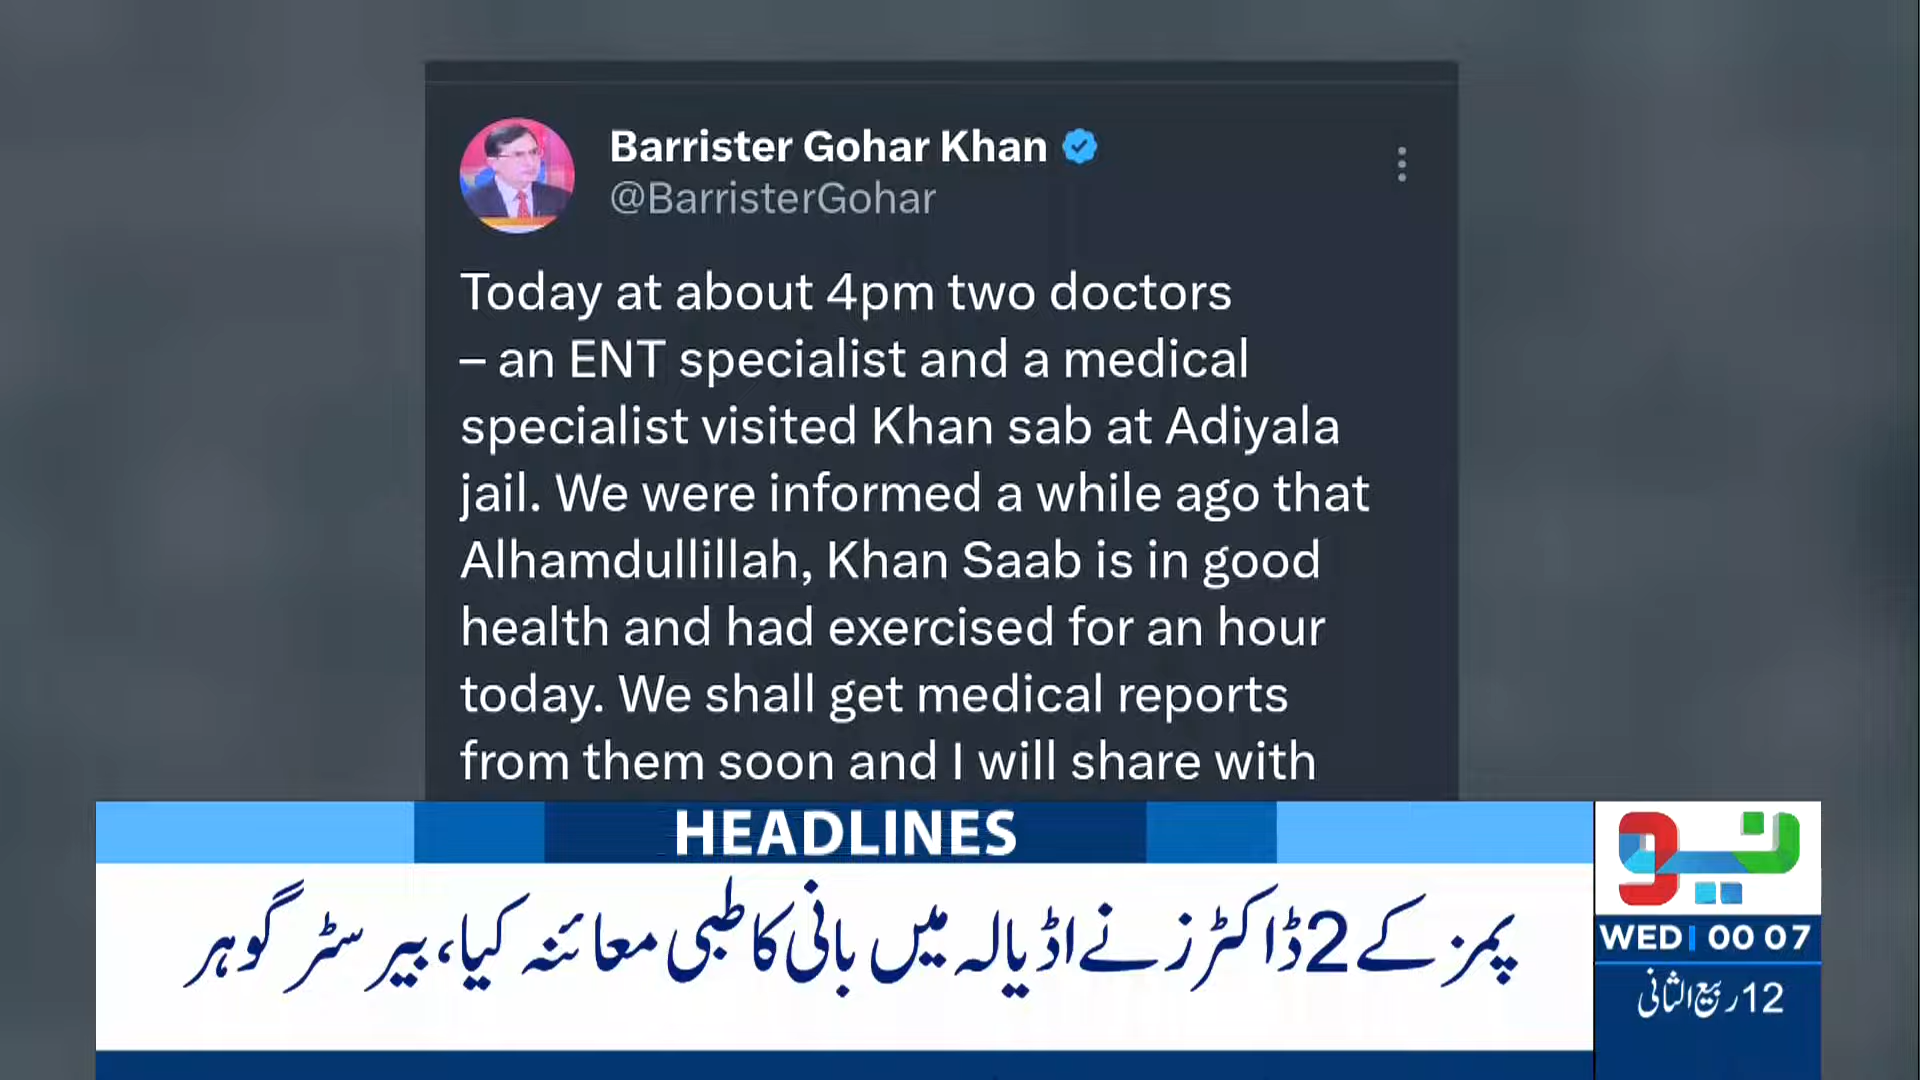 Barrister Gohar Khan
@BarristerGohar
Today at about 4pm two doctors
– an ENT specialist and a medical
specialist visited Khan sab at Adiyala
jail. We were informed a while ago that
Alhamdullillah, Khan Saab is in good
health and had exercised for an hour
today. We shall get medical reports
from them soon and I will share with
HEADLINES
پمز کے 2 ڈاکٹرز نے اڈیالہ میں بانی کا طبی معائنہ کیا، بیرسٹر گوہر
نیو
WED 00 07
12 ربیع الثانی